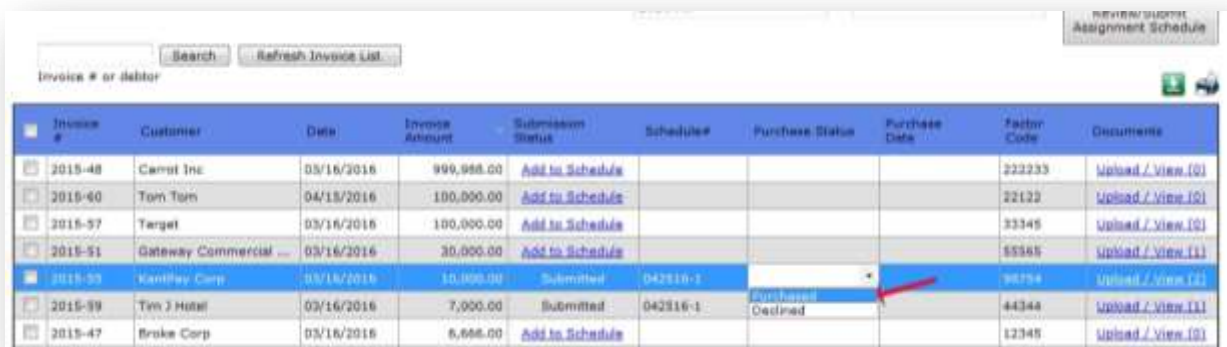 Review/Submit
Assignment Schedule
Search Refresh Invoice List
Invoice # or debtor
Invoice # Customer Date Invoice Amount Submission Status Schedule# Purchase Status Purchase Date Factor Code Documents
2015-48 Carrot Inc 03/16/2016 999,988.00 Add to Schedule 222233 Upload / View [0]
2015-60 Tom Tom 04/15/2016 100,000.00 Add to Schedule 22122 Upload / View [0]
2015-57 Target 03/16/2016 100,000.00 Add to Schedule 33345 Upload / View [0]
2015-51 Gateway Commercial ... 03/16/2016 30,000.00 Add to Schedule 55565 Upload / View [1]
2015-55 Corp 03/16/2016 10,000.00 Submitted 042516-1 98754 Upload / View [2]
Purchased
2015-59 Tim J Hotel 03/16/2016 7,000.00 Submitted 042516-1 Declined 44344 Upload / View [1]
2015-47 Broke Corp 03/16/2016 6,666.00 Add to Schedule 12345 Upload / View [0]